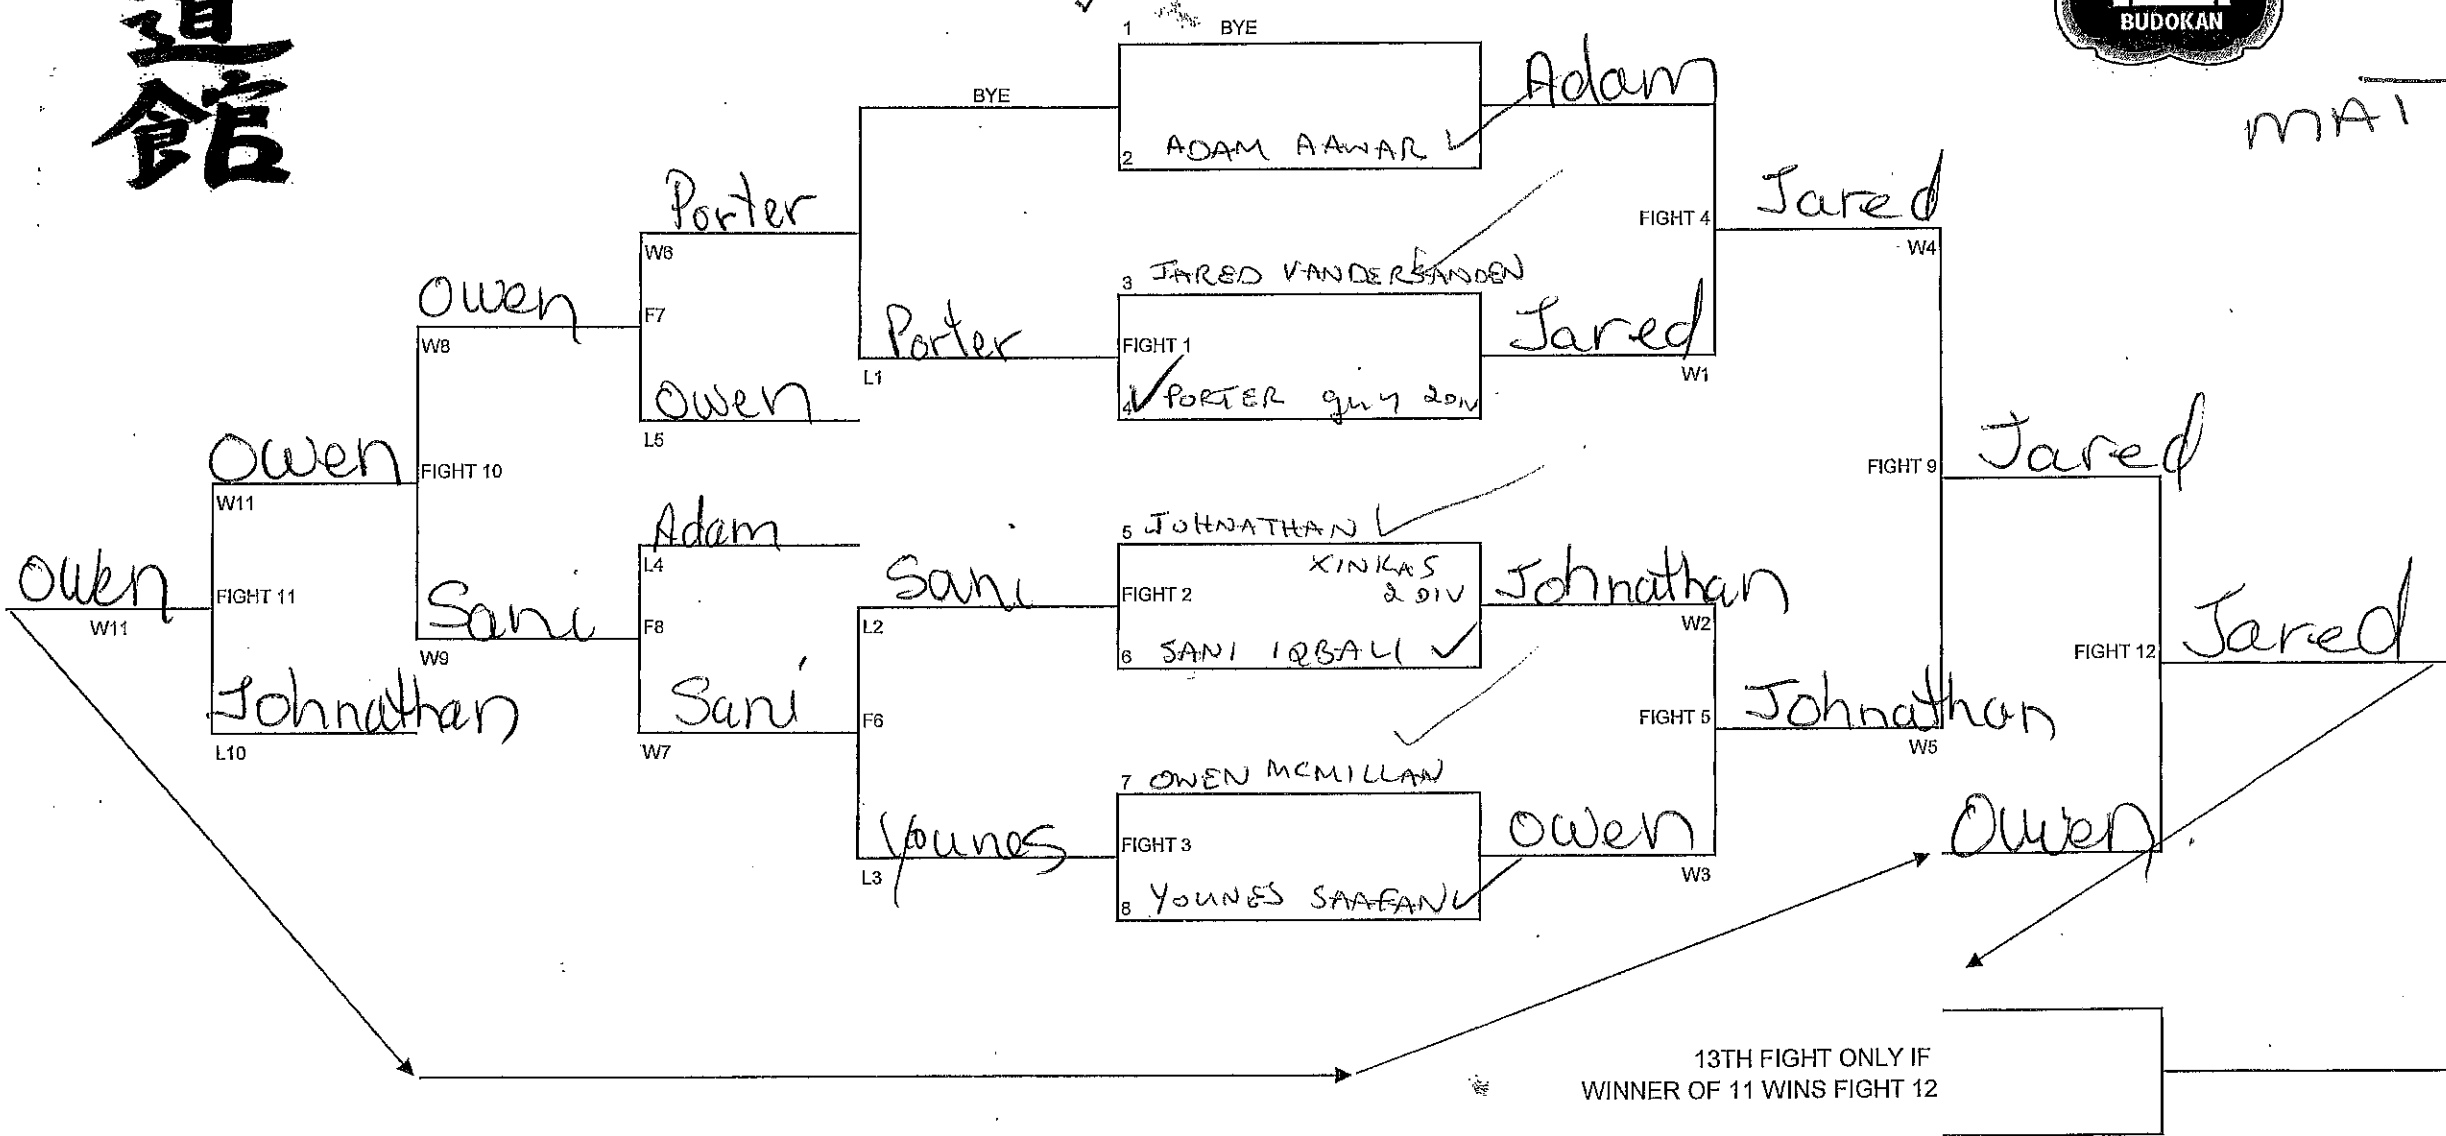 道
館
BUDOKAN
MAT
1 BYE
BYE
2 ADAM AAWAR
Adam
Porter
W6
FIGHT 4
Jared
W4
3 JARED VANDERSANDEN
Owen
F7
W8
Porter
L1
FIGHT 1
Jared
W1
4 PORTER guy 2DIV
Owen
L5
Owen
W11
FIGHT 10
FIGHT 9
Jared
Adam
L4
5 JOHNATHAN
XINKAS
2 DIV
Sani
L2
FIGHT 2
Johnathan
W2
6 SANI IQBALI
Owen
W11
FIGHT 11
Sani
W9
F8
FIGHT 12
Jared
Johnathan
L10
Sani
W7
F6
FIGHT 5
Johnathan
W5
7 OWEN MCMILLAN
Younes
L3
FIGHT 3
Owen
W3
Owen
8 YOUNES SAAFAN
13TH FIGHT ONLY IF
WINNER OF 11 WINS FIGHT 12